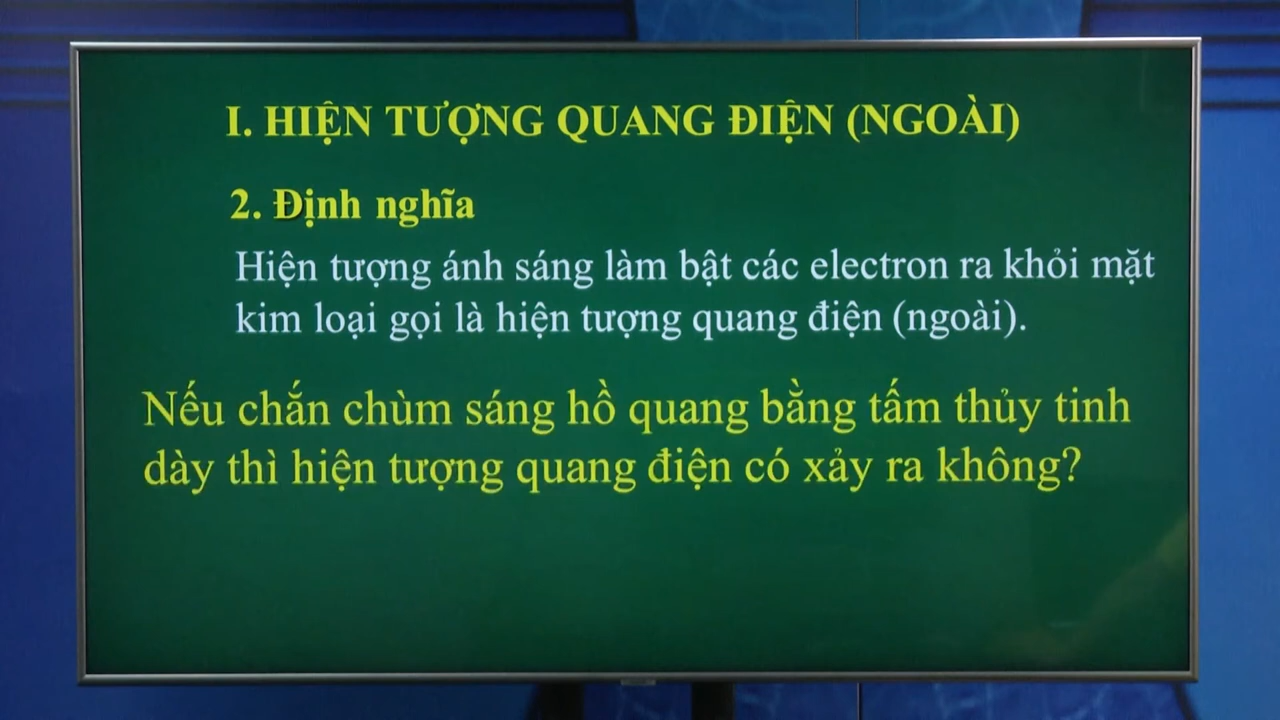 I. HIỆN TƯỢNG QUANG ĐIỆN (NGOÀI)
2. Định nghĩa
Hiện tượng ánh sáng làm bật các electron ra khỏi mặt
kim loại gọi là hiện tượng quang điện (ngoài).
Nếu chắn chùm sáng hồ quang bằng tấm thủy tinh
dày thì hiện tượng quang điện có xảy ra không?